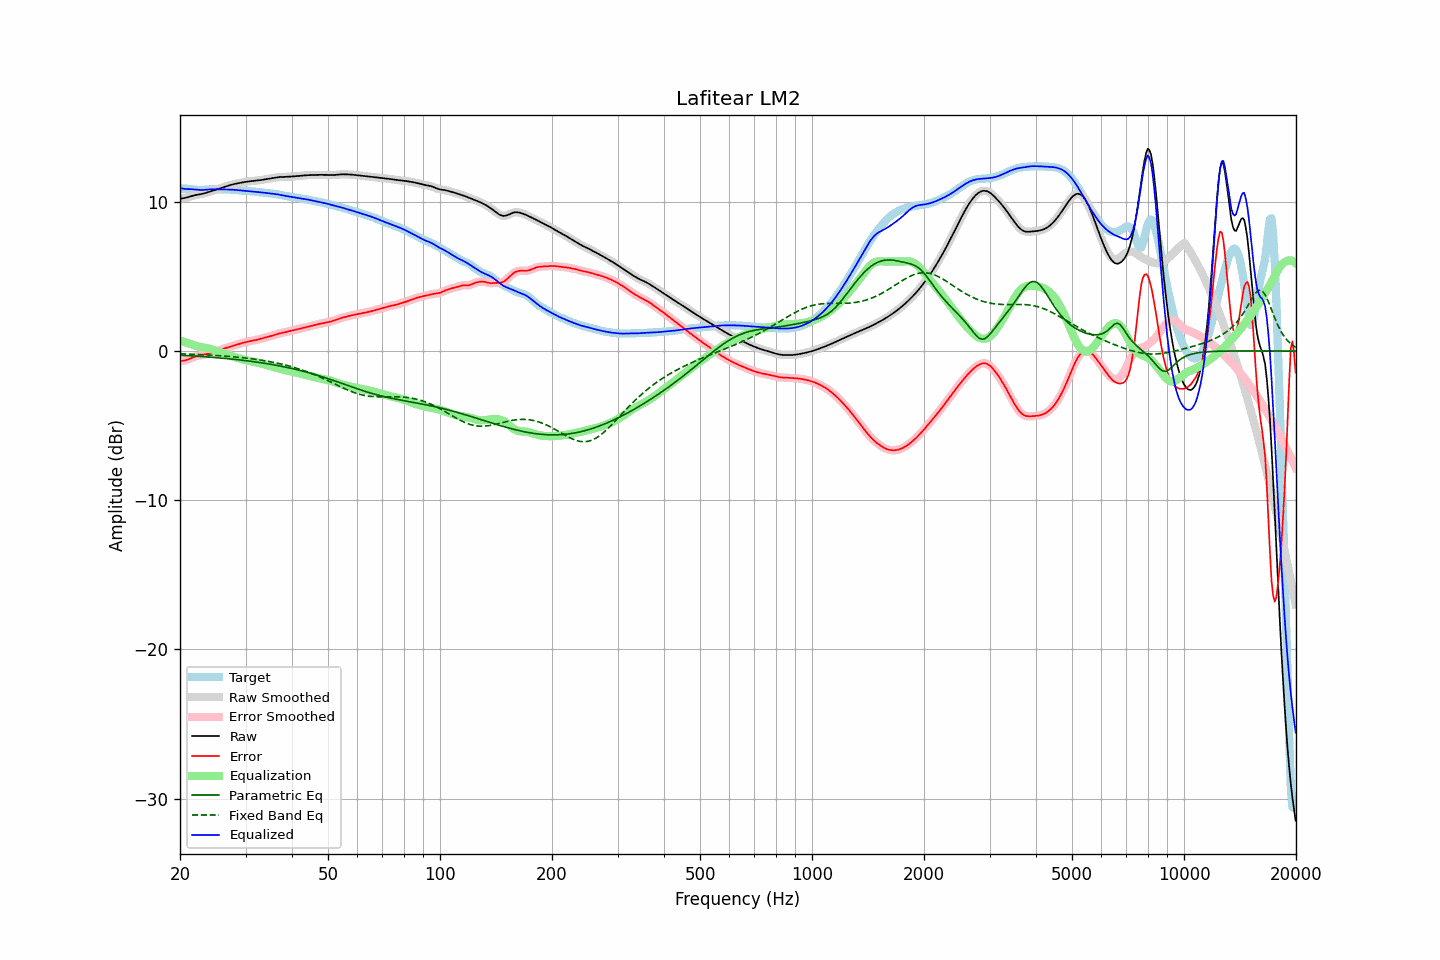 Lafitear LM2
Amplitude (dBr)
10
0
−10
−20
−30
Target
Raw Smoothed
Error Smoothed
Raw
Error
Equalization
Parametric Eq
Fixed Band Eq
Equalized
20 50 100 200 500 1000 2000 5000 10000 20000
Frequency (Hz)